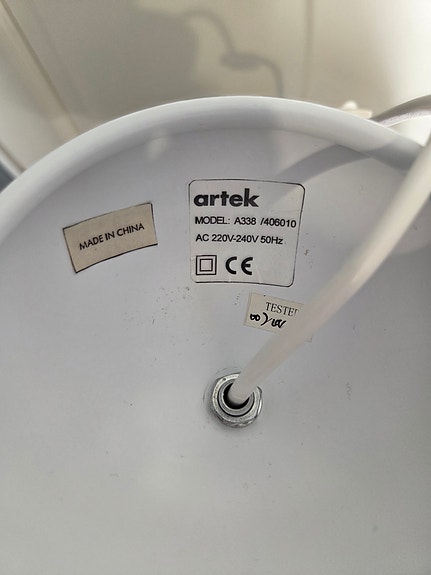 artek
MODEL: A338 /406010
AC 220V-240V 50Hz
CE
MADE IN CHINA
TESTED